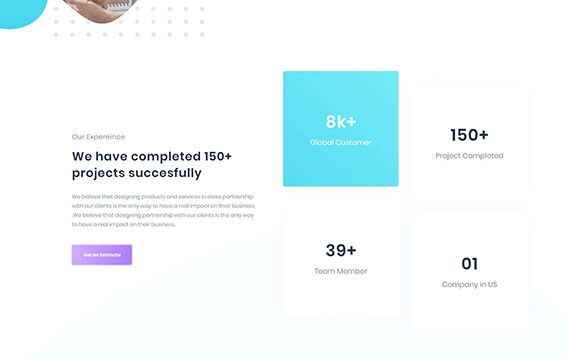 Our Expereince
We have completed 150+
projects succesfully
We believe that designing products and services in close partnership
with our clients is the only way to have a real impact on their business
.We believe that designing partnership with our clients is the only way
to have a real impact on their business.
Get an Estimate
8k+
Global Customer
150+
Project Completed
39+
Team Member
01
Company in US